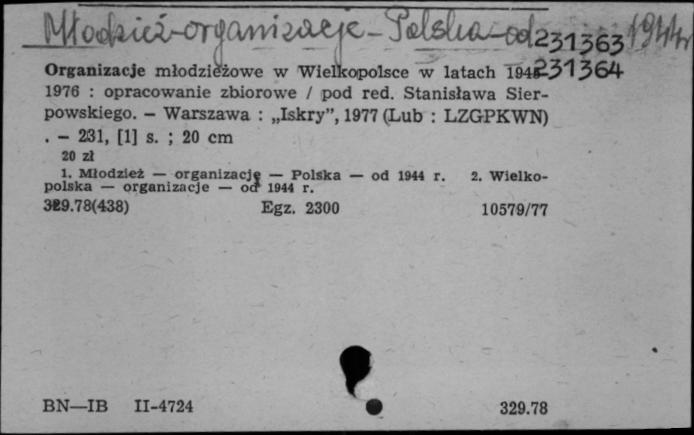 Młodzież-organizacje-Polska-od 1944 r
231363
Organizacje młodzieżowe w Wielkopolsce w latach 1945-
231364
1976 : opracowanie zbiorowe / pod red. Stanisława Sier-
powskiego. — Warszawa : „Iskry”, 1977 (Lub : LZGPKWN)
. — 231, [1] s. ; 20 cm
20 zł
1. Młodzież — organizacje — Polska — od 1944 r. 2. Wielko-
polska — organizacje — od 1944 r.
329.78(438) Egz. 2300 10579/77
BN—IB II-4724 329.78